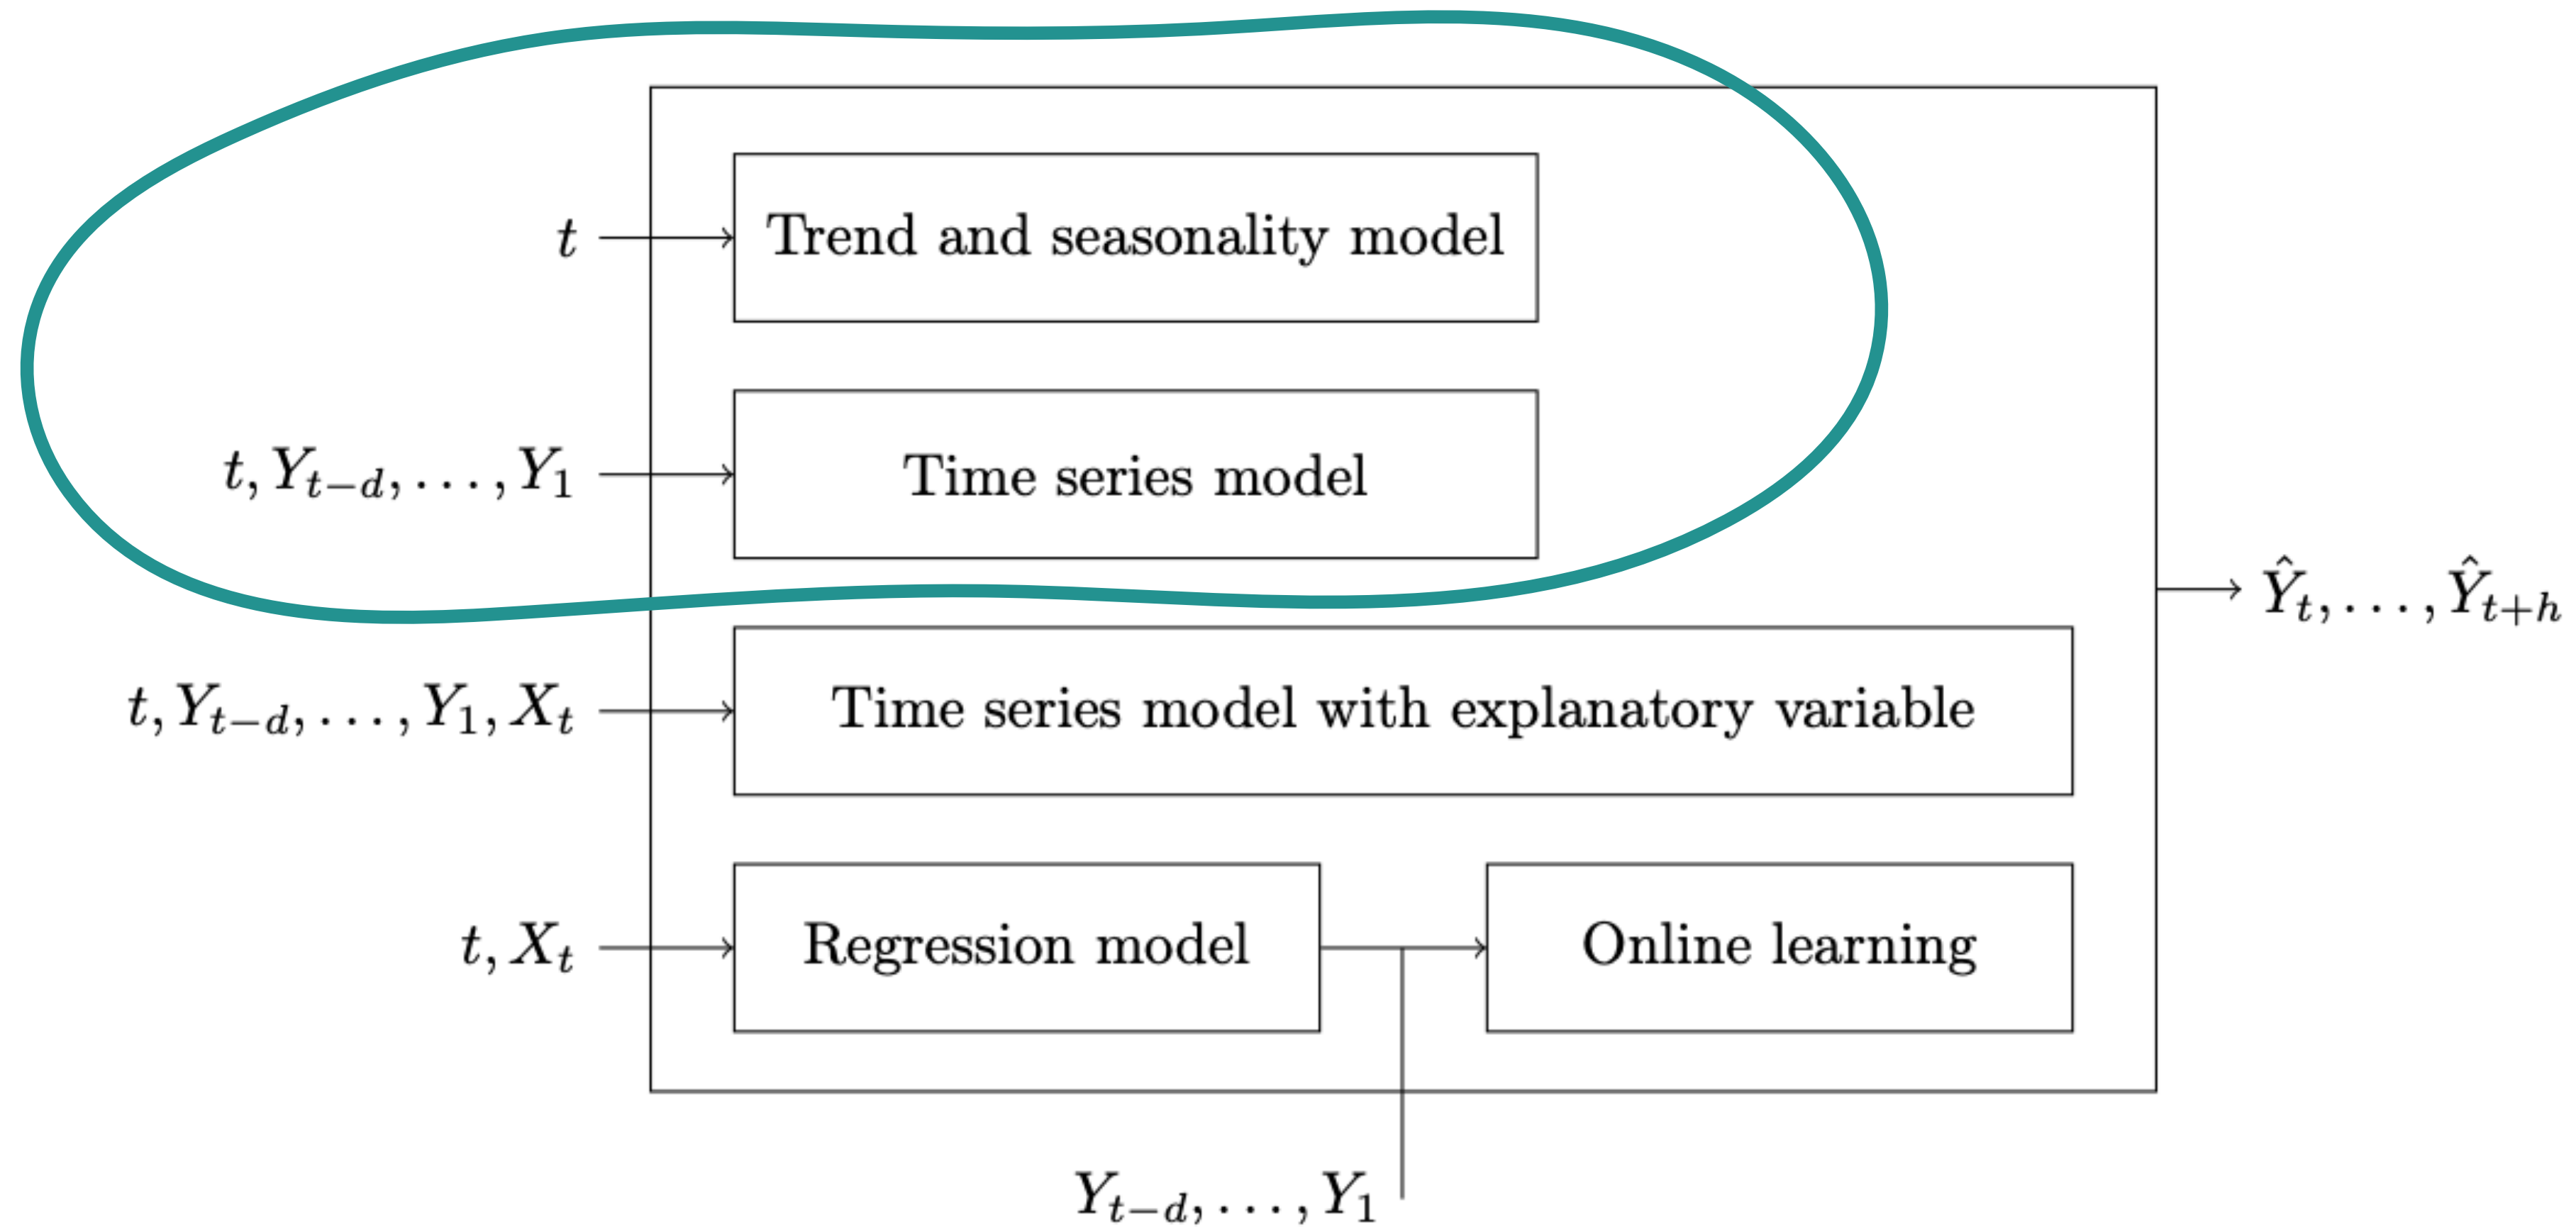 t
Trend and seasonality model
t, Y_{t−d}, . . . , Y_1
Time series model
Ŷ_t, . . . , Ŷ_{t+h}
t, Y_{t−d}, . . . , Y_1, X_t
Time series model with explanatory variable
t, X_t
Regression model
Online learning
Y_{t−d}, . . . , Y_1